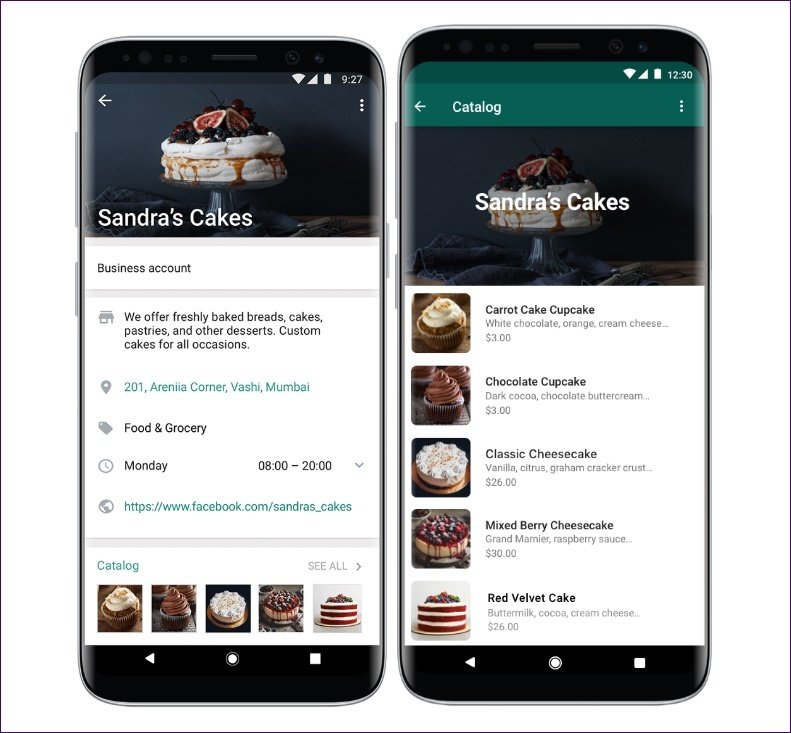 9:27
Sandra's Cakes
Business account
We offer freshly baked breads, cakes,
pastries, and other desserts. Custom
cakes for all occasions.
201, Areniia Corner, Vashi, Mumbai
Food & Grocery
Monday 08:00 – 20:00
https://www.facebook.com/sandras_cakes
Catalog SEE ALL
12:30
Catalog
Sandra's Cakes
Carrot Cake Cupcake
White chocolate, orange, cream cheese...
$3.00
Chocolate Cupcake
Dark cocoa, chocolate buttercream...
$3.00
Classic Cheesecake
Vanilla, citrus, graham cracker crust...
$26.00
Mixed Berry Cheesecake
Grand Marnier, raspberry sauce...
$30.00
Red Velvet Cake
Buttermilk, cocoa, cream cheese...
$26.00